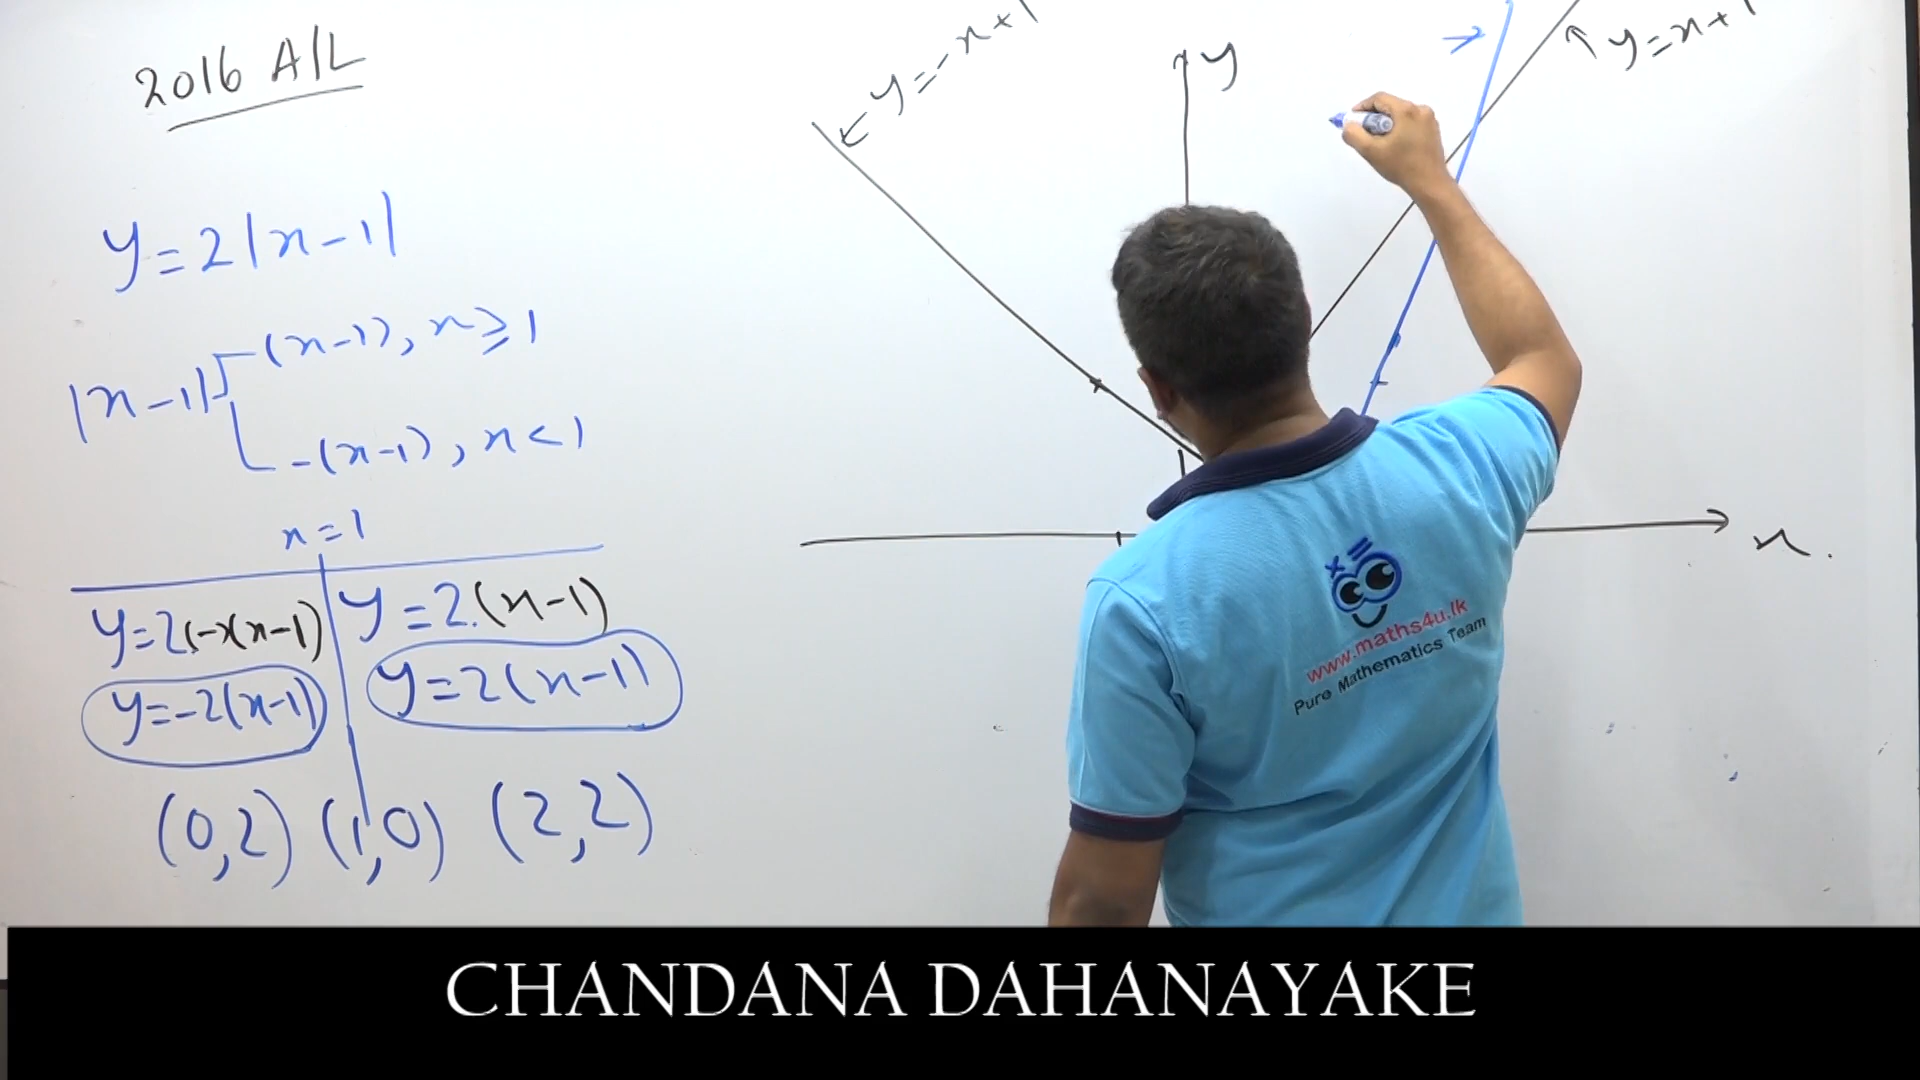 2016 A/L
y = 2|x-1|
|x-1|
(x-1), x ≥ 1
-(x-1), x < 1
x = 1
y = 2(-)(x-1)
y = 2.(x-1)
y = -2(x-1)
y = 2(x-1)
(0,2) (1,0) (2,2)
y = -x+1
y
y = x+1
1
x.
www.maths4u.lk
Pure Mathematics Team
CHANDANA DAHANAYAKE